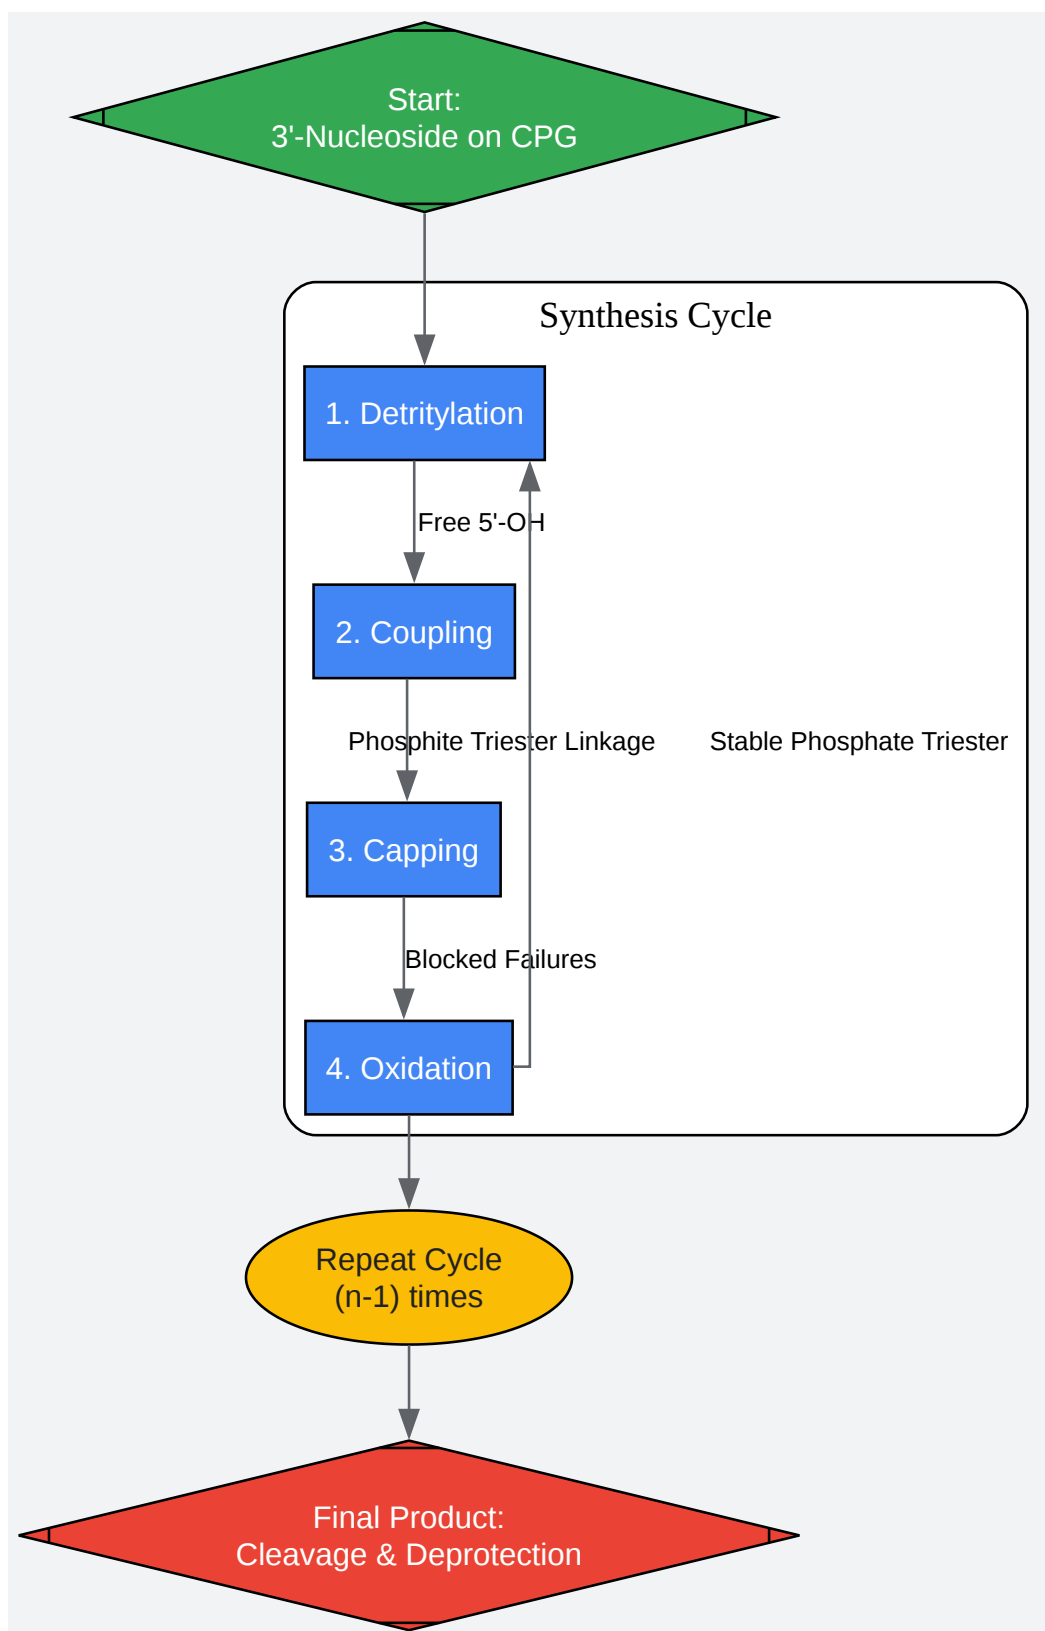 Start:
3'-Nucleoside on CPG
Synthesis Cycle
1. Detritylation
Free 5'-OH
2. Coupling
Phosphite Triester Linkage
Stable Phosphate Triester
3. Capping
Blocked Failures
4. Oxidation
Repeat Cycle
(n-1) times
Final Product:
Cleavage & Deprotection